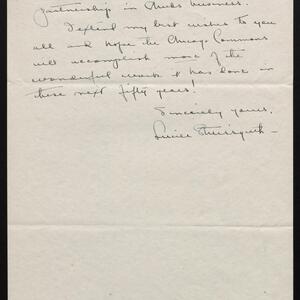 partnership in business.
I extend my best wishes to you
all and hope the Chicago Commons
will accomplish more of the
wonderful work it has done in
these next fifty years!
Sincerely yours,
Lucile